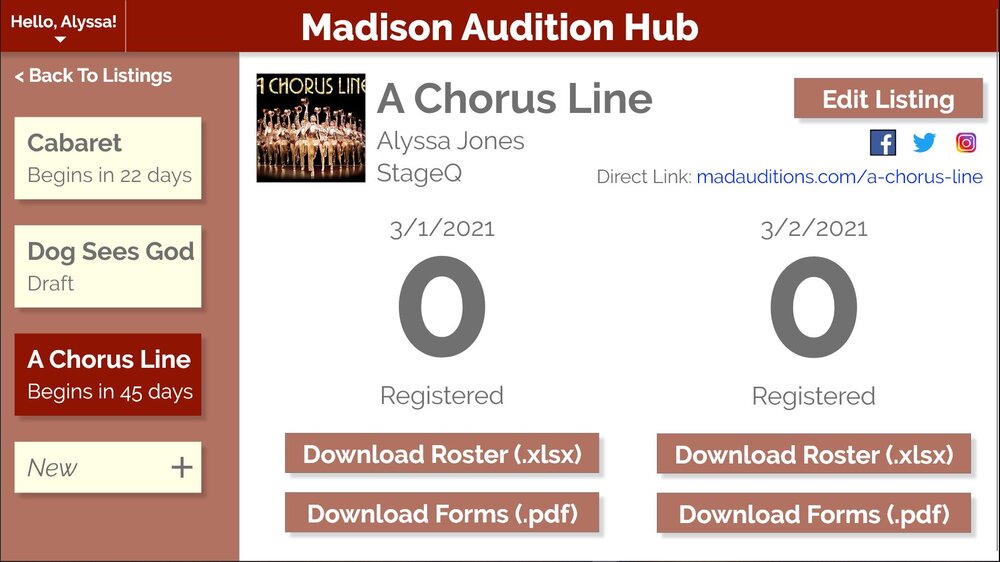 Hello, Alyssa!
Madison Audition Hub
< Back To Listings
Cabaret
Begins in 22 days
Dog Sees God
Draft
A Chorus Line
Begins in 45 days
New +
A CHORUS LINE
A Chorus Line
Alyssa Jones
StageQ
Edit Listing
Direct Link: madauditions.com/a-chorus-line
3/1/2021
0
Registered
Download Roster (.xlsx)
Download Forms (.pdf)
3/2/2021
0
Registered
Download Roster (.xlsx)
Download Forms (.pdf)